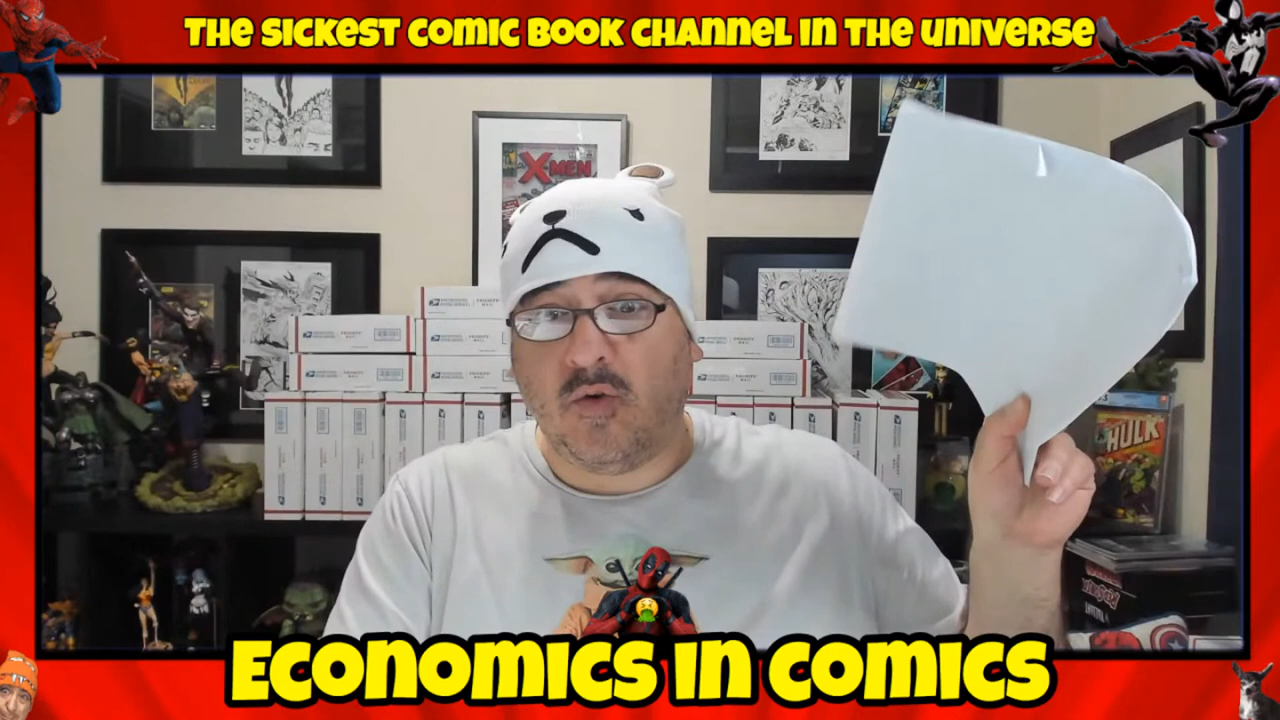 THE SICKEST COMIC BOOK CHANNEL IN THE UNIVERSE
X-MEN
HULK
ECONOMICS IN COMICS